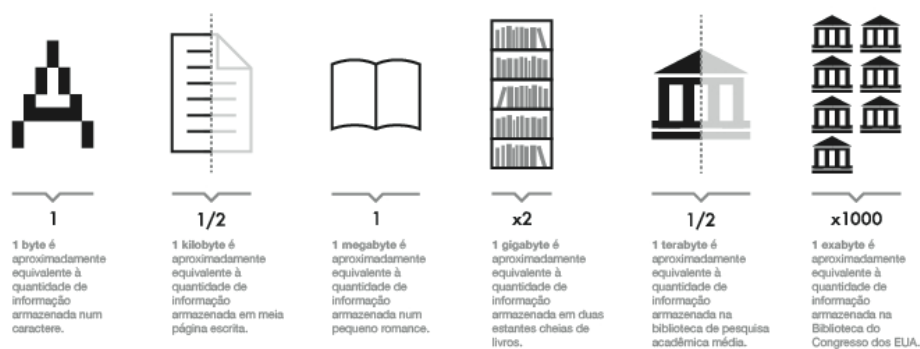 1
1 byte é
aproximadamente
equivalente à
quantidade de
informação
armazenada num
caractere.
1/2
1 kilobyte é
aproximadamente
equivalente à
quantidade de
informação
armazenada em meia
página escrita.
1
1 megabyte é
aproximadamente
equivalente à
quantidade de
informação
armazenada num
pequeno romance.
x2
1 gigabyte é
aproximadamente
equivalente à
quantidade de
informação
armazenada em duas
estantes cheias de
livros.
1/2
1 terabyte é
aproximadamente
equivalente à
quantidade de
informação
armazenada na
biblioteca de pesquisa
acadêmica média.
x1000
1 exabyte é
aproximadamente
equivalente à
quantidade de
informação
armazenada na
Biblioteca do
Congresso dos EUA.